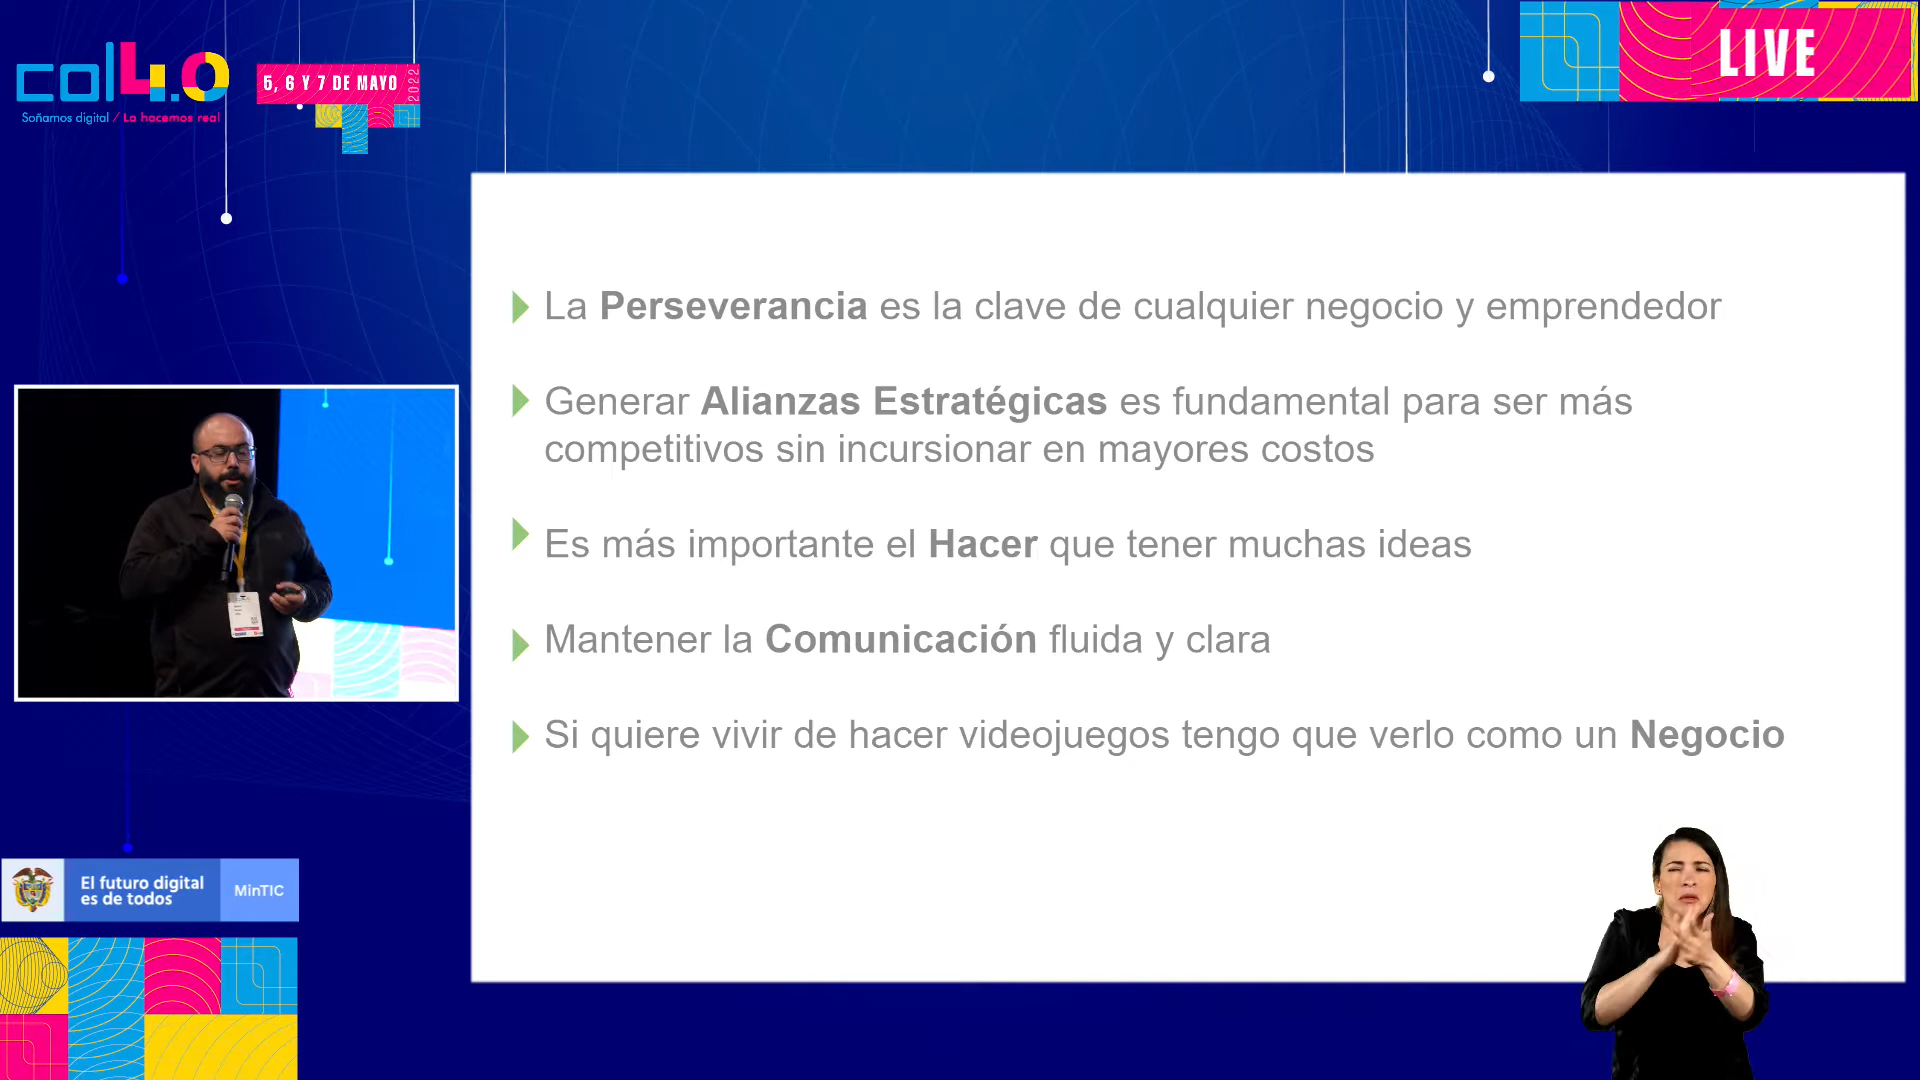 col4.0
Soñamos digital / Lo hacemos real
5, 6 Y 7 DE MAYO
2022
LIVE
La Perseverancia es la clave de cualquier negocio y emprendedor
Generar Alianzas Estratégicas es fundamental para ser más
competitivos sin incursionar en mayores costos
Es más importante el Hacer que tener muchas ideas
Mantener la Comunicación fluida y clara
Si quiere vivir de hacer videojuegos tengo que verlo como un Negocio
El futuro digital
es de todos
MinTIC